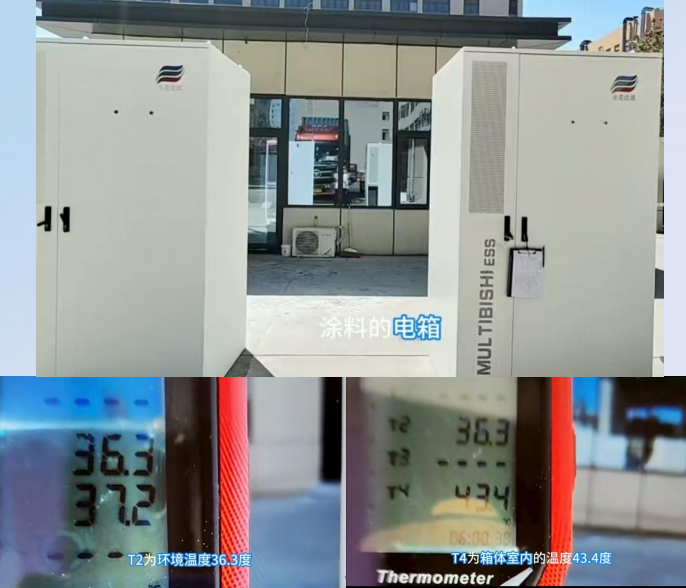 MULTIBISHI ESS
涂料的电箱
36.3
37.2
T2为环境温度36.3度
T2 36.3
T3 ----
T4 43.4
T4为箱体室内的温度43.4度
Thermometer